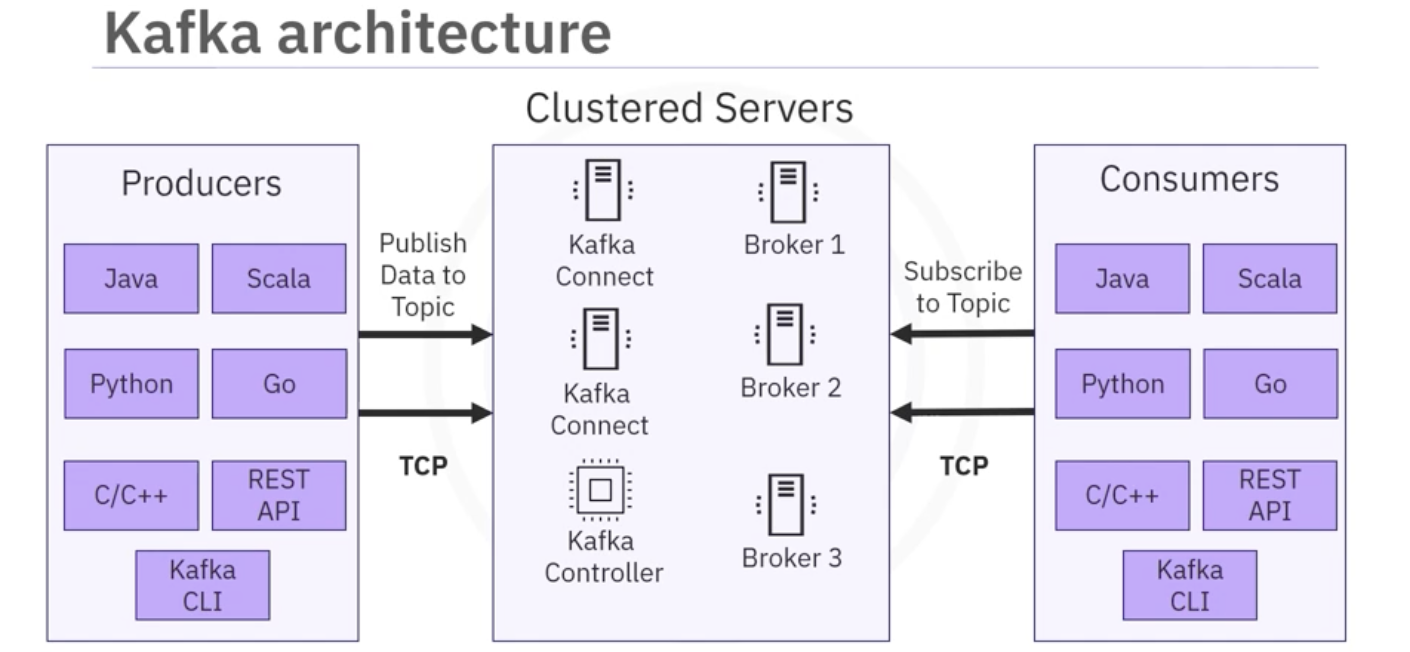 Kafka architecture
Clustered Servers
Producers
Java
Scala
Python
Go
C/C++
REST
API
Kafka
CLI
Publish
Data to
Topic
TCP
Kafka
Connect
Broker 1
Kafka
Connect
Broker 2
Kafka
Controller
Broker 3
Subscribe
to Topic
TCP
Consumers
Java
Scala
Python
Go
C/C++
REST
API
Kafka
CLI